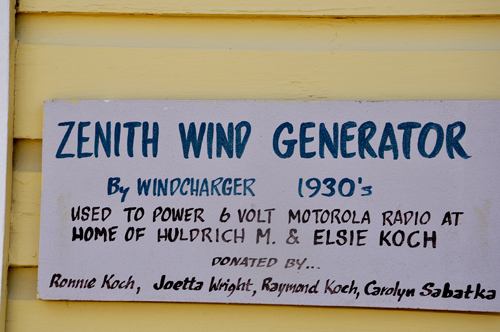 ZENITH WIND GENERATOR
By WINDCHARGER 1930's
USED TO POWER 6 VOLT MOTOROLA RADIO AT
HOME OF HULDRICH M. & ELSIE KOCH
DONATED BY...
Ronnie Koch, Joetta Wright, Raymond Koch, Carolyn Sabatka